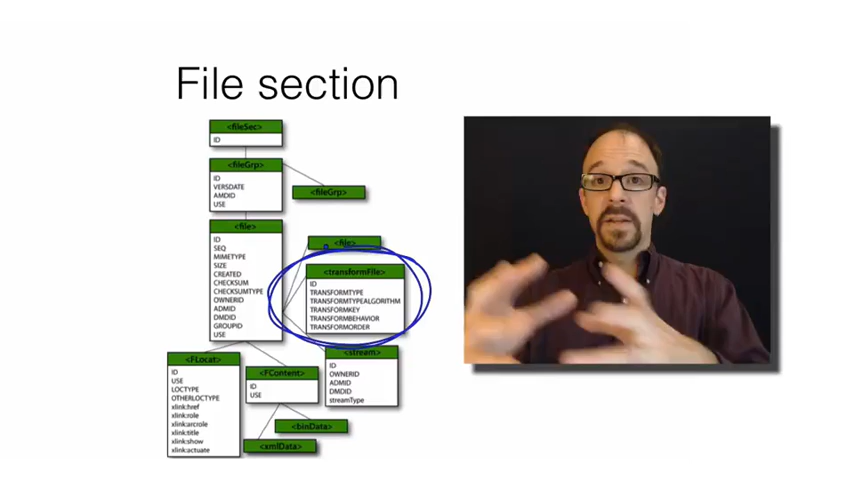 File section
<fileSec>
ID
<fileGrp>
ID
VERSDATE
AMDID
USE
<fileGrp>
<file>
ID
SEQ
MIMETYPE
SIZE
CREATED
CHECKSUM
CHECKSUMTYPE
OWNERID
ADMID
DMDID
GROUPID
USE
<file>
<transformFile>
ID
TRANSFORMTYPE
TRANSFORMTYPEALGORITHM
TRANSFORMKEY
TRANSFORMBEHAVIOR
TRANSFORMORDER
<stream>
ID
OWNERID
ADMID
DMDID
streamType
<FLocat>
ID
USE
LOCTYPE
OTHERLOCTYPE
xlink:href
xlink:role
xlink:arcrole
xlink:title
xlink:show
xlink:actuate
<FContent>
ID
USE
<binData>
<xmlData>